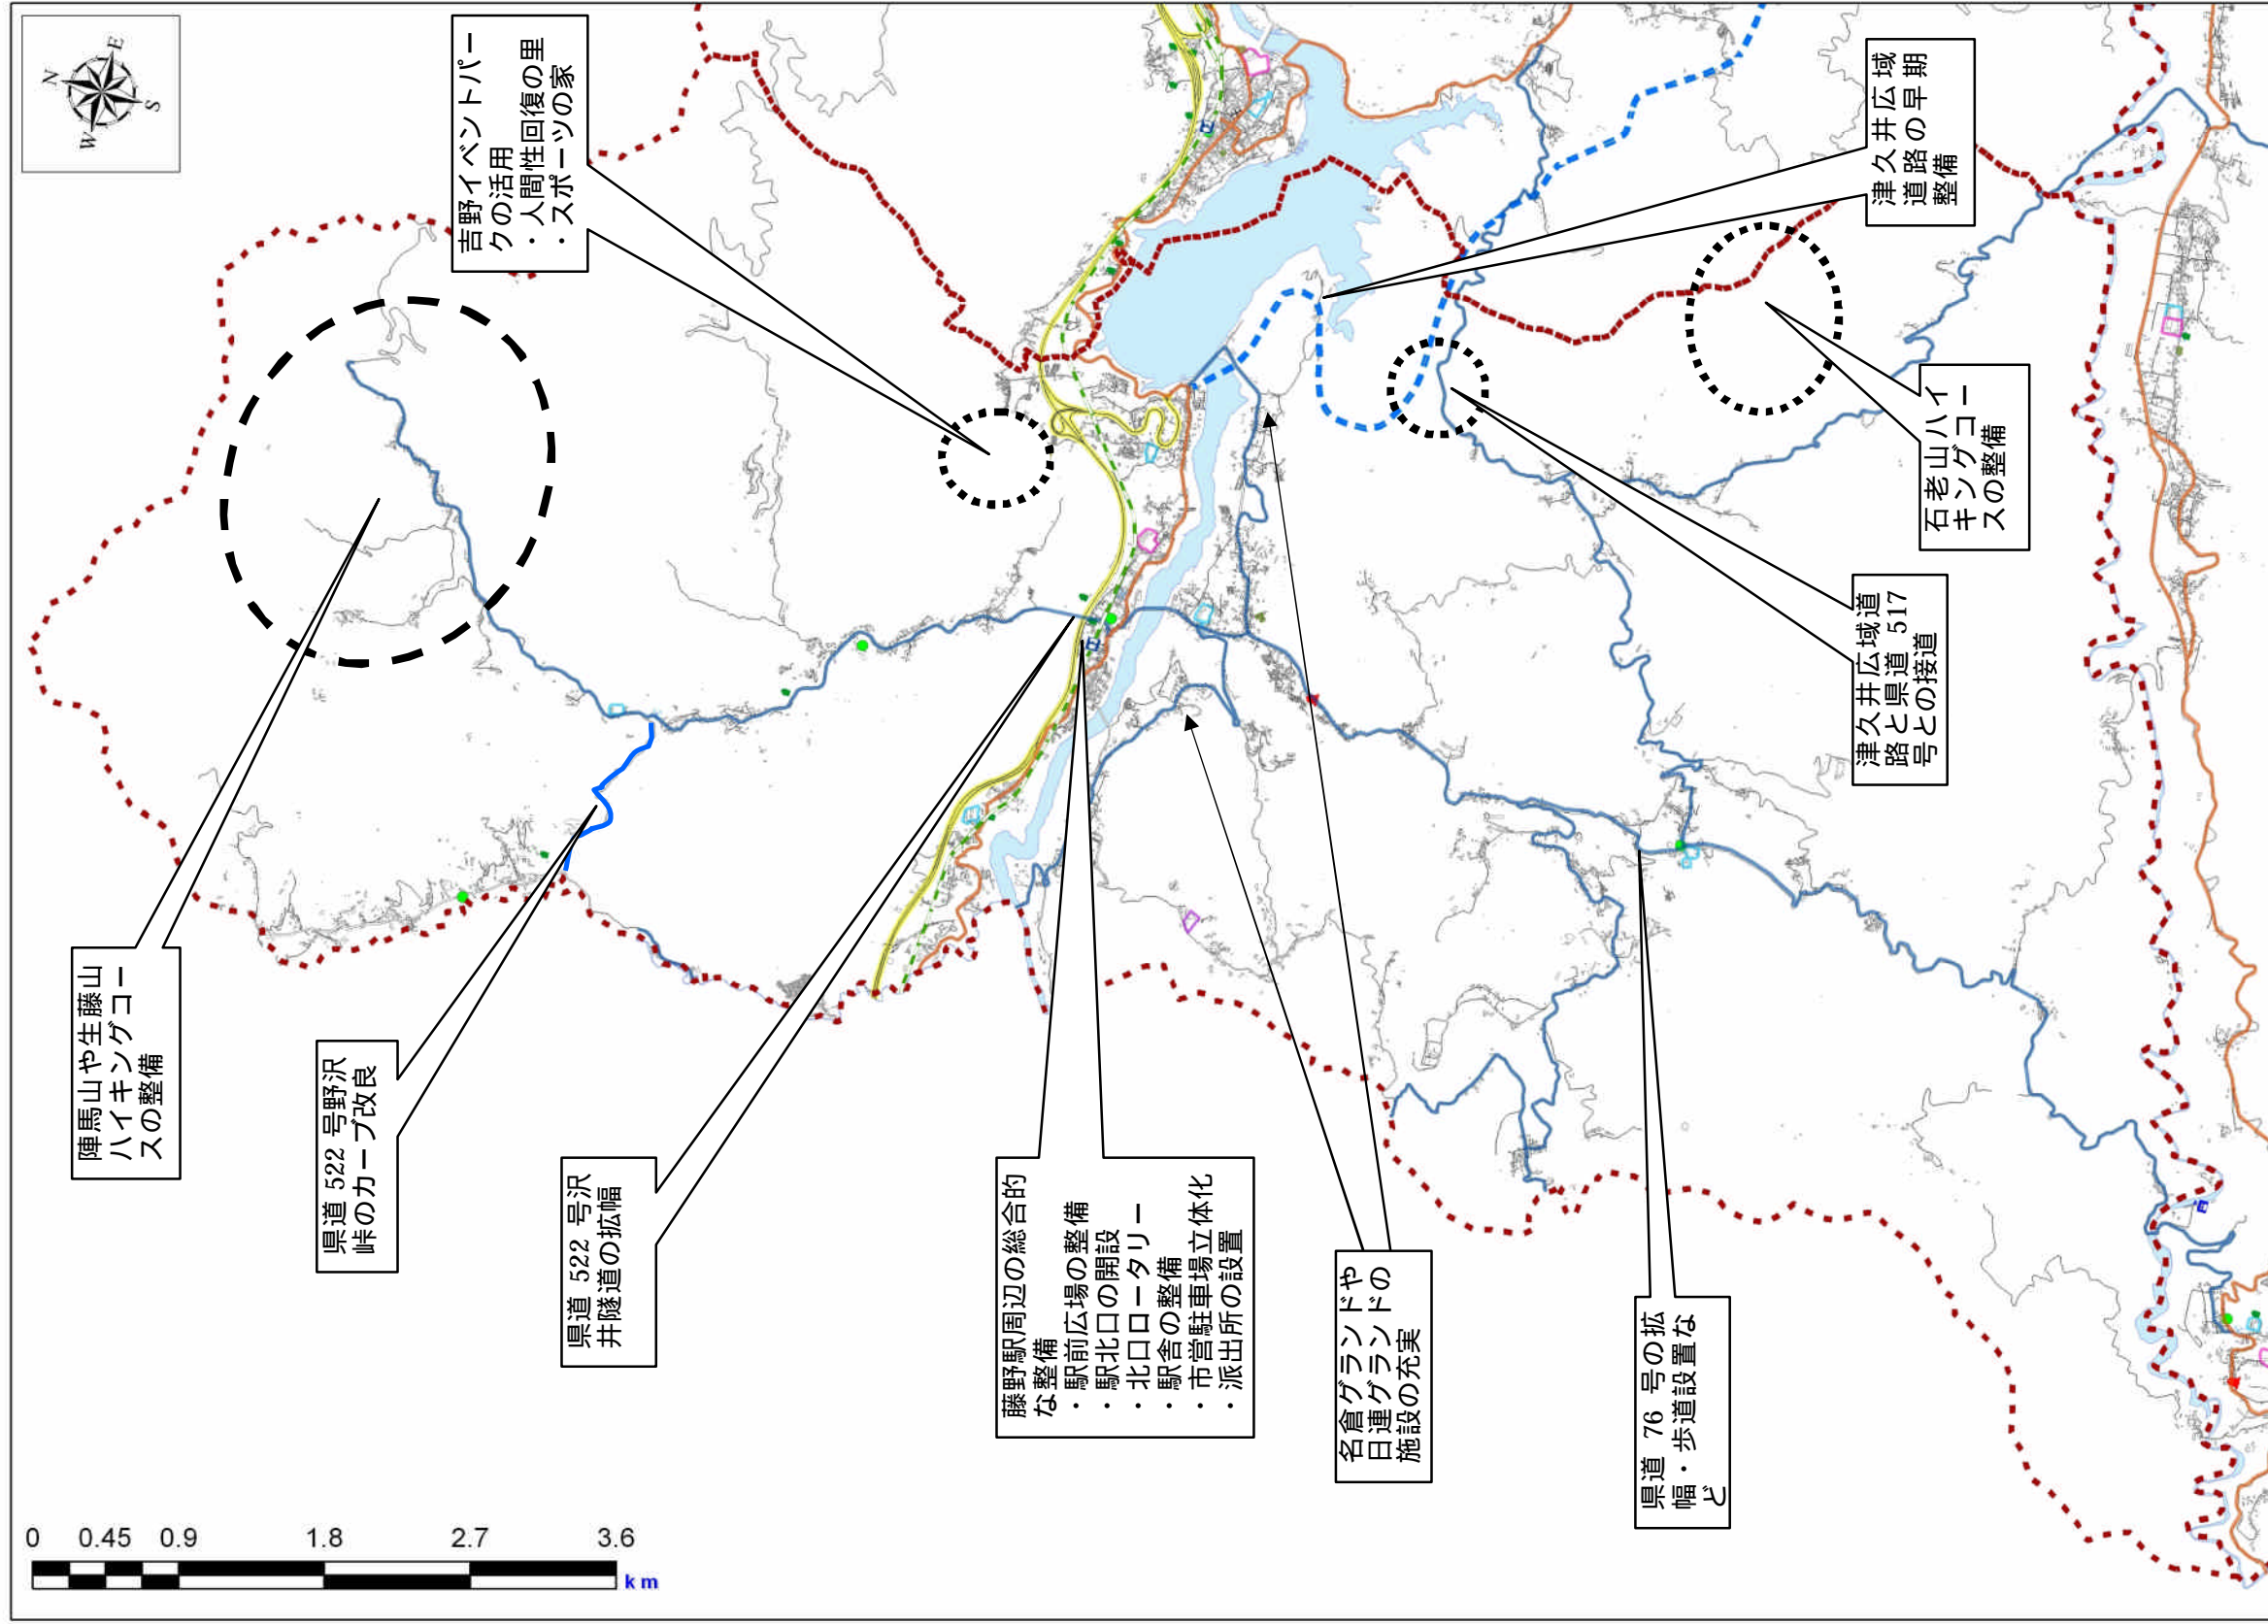 N
E
S
W
吉野イベントパー
クの活用
・人間性回復の里
・スポーツの家
津久井広域
道路の早期
整備
石老山ハイ
キングコー
スの整備
津久井広域道
路と県道 517
号との接道
陣馬山や生藤山
ハイキングコー
スの整備
県道 522 号野沢
峠のカーブ改良
県道 522 号沢
井隧道の拡幅
藤野駅周辺の総合的
な整備
・駅前広場の整備
・駅北口の開設
・北口ロータリー
・駅舎の整備
・市営駐車場立体化
・派出所の設置
名倉グランドや
日連グランドの
施設の充実
県道 76 号の拡
幅・歩道設置な
ど
0 0.45 0.9 1.8 2.7 3.6
km